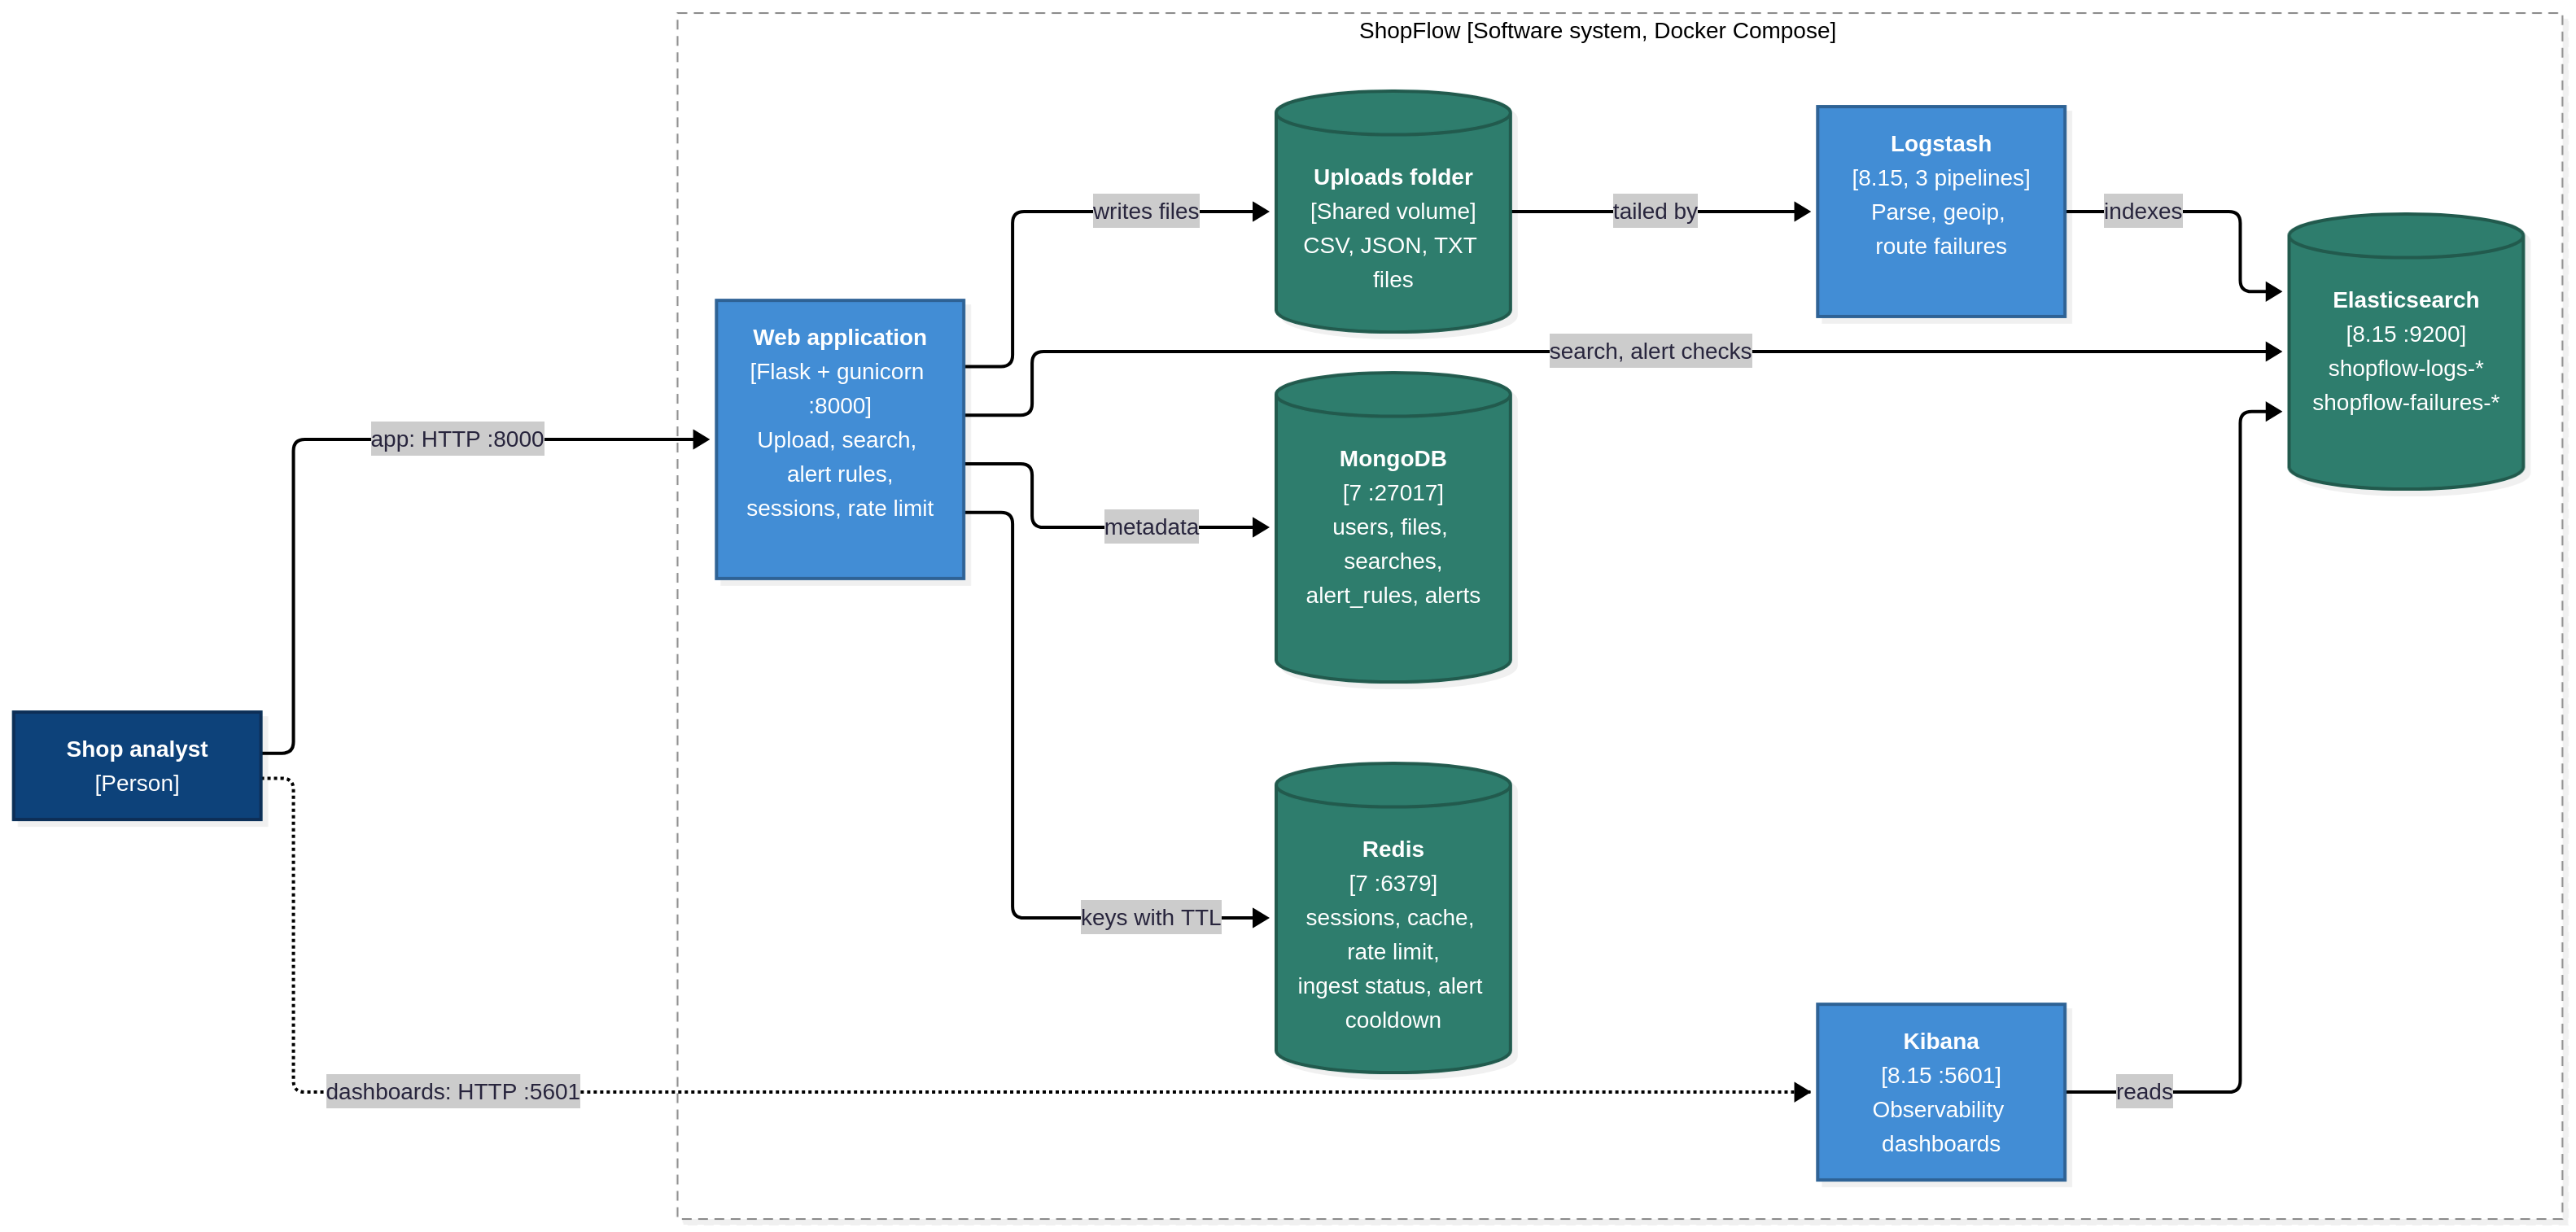 ShopFlow [Software system, Docker Compose]
Uploads folder
[Shared volume]
CSV, JSON, TXT
files
Logstash
[8.15, 3 pipelines]
Parse, geoip,
route failures
writes files
tailed by
indexes
Elasticsearch
[8.15 :9200]
shopflow-logs-*
shopflow-failures-*
Web application
[Flask + gunicorn
:8000]
Upload, search,
alert rules,
sessions, rate limit
search, alert checks
app: HTTP :8000
MongoDB
[7 :27017]
users, files,
searches,
alert_rules, alerts
metadata
Shop analyst
[Person]
Redis
[7 :6379]
sessions, cache,
rate limit,
ingest status, alert
cooldown
keys with TTL
dashboards: HTTP :5601
Kibana
[8.15 :5601]
Observability
dashboards
reads